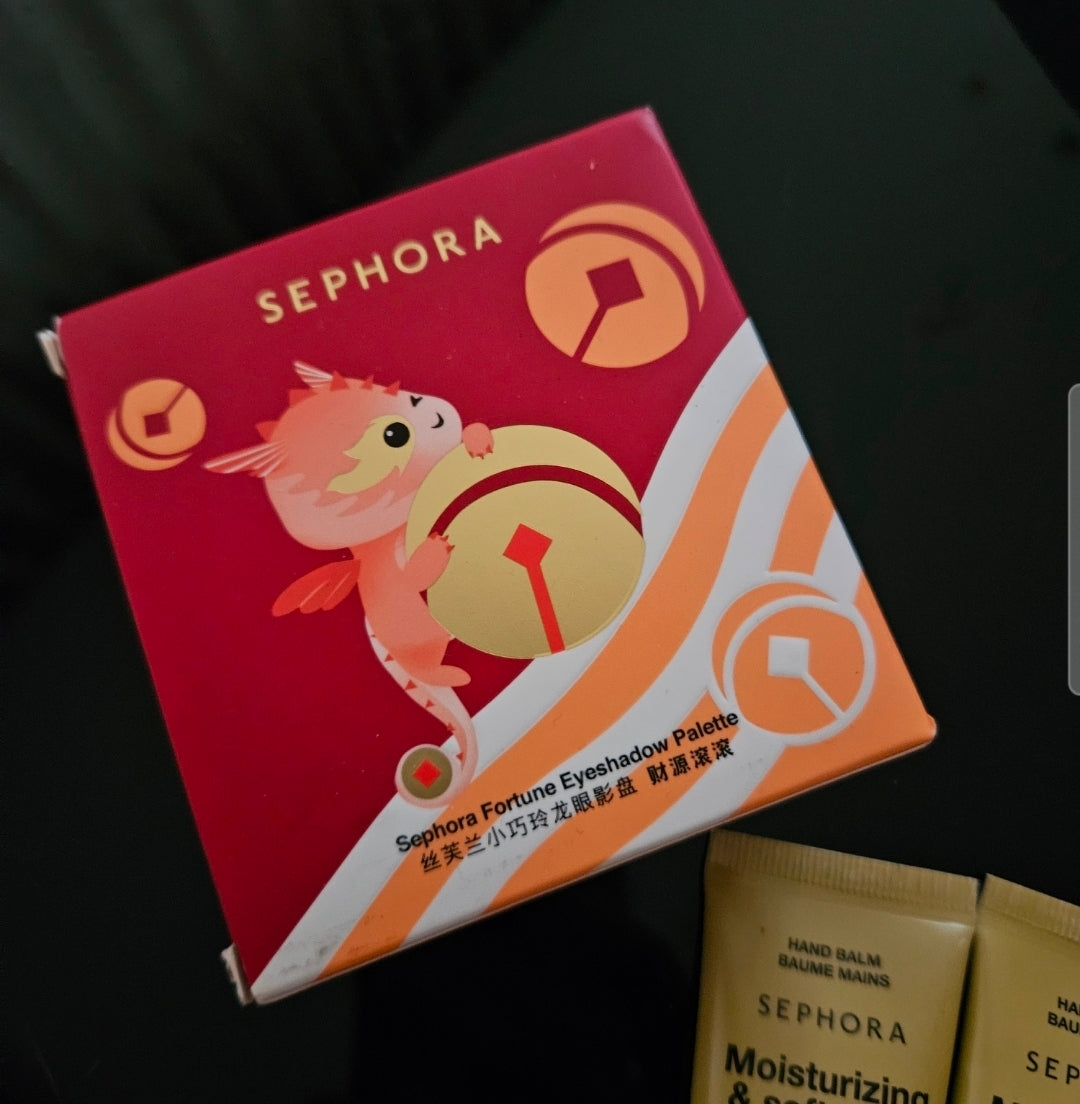 SEPHORA
Sephora Fortune Eyeshadow Palette
丝芙兰小巧玲龙眼影盘 财源滚滚
HAND BALM
BAUME MAINS
SEPHORA
Moisturizing
&